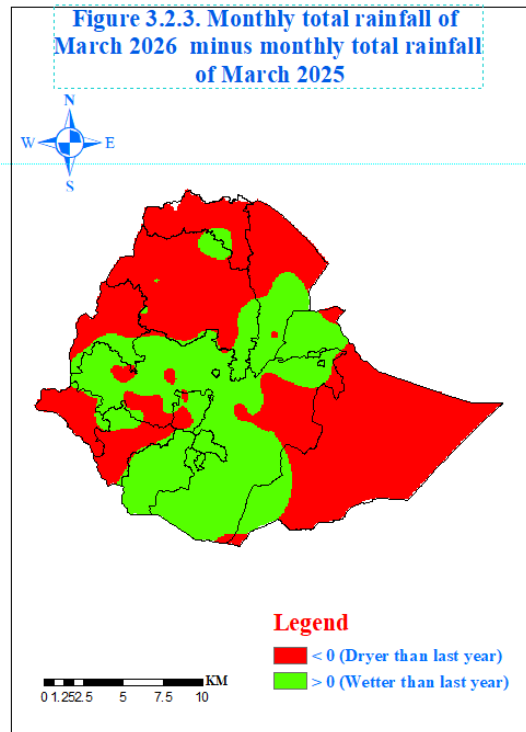 Figure 3.2.3. Monthly total rainfall of
March 2026 minus monthly total rainfall
of March 2025
N
W E
S
Legend
< 0 (Dryer than last year)
> 0 (Wetter than last year)
KM
0 1.252.5 5 7.5 10